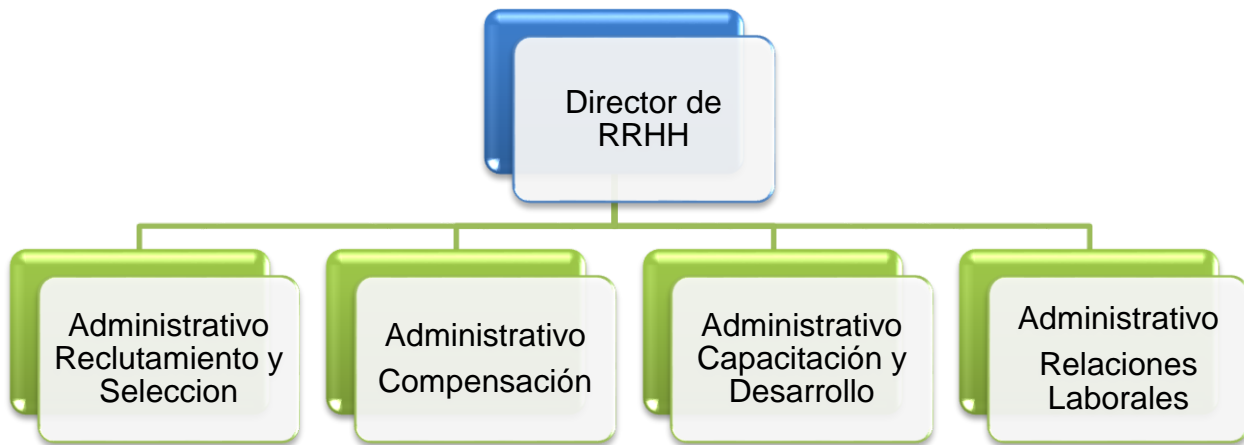 Director de
RRHH
Administrativo
Reclutamiento y
Seleccion
Administrativo
Compensación
Administrativo
Capacitación y
Desarrollo
Administrativo
Relaciones
Laborales